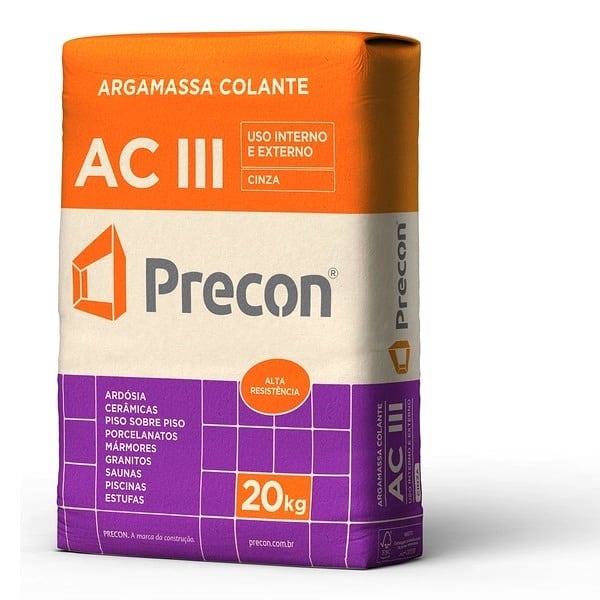 ARGAMASSA COLANTE
AC III
USO INTERNO
E EXTERNO
CINZA
Precon®
ALTA
RESISTÊNCIA
ARDÓSIA
CERÂMICAS
PISO SOBRE PISO
PORCELANATOS
MÁRMORES
GRANITOS
SAUNAS
PISCINAS
ESTUFAS
20kg
PRECON. A marca da construção.
precon.com.br
Precon
ARGAMASSA COLANTE
AC III
USO INTERNO E EXTERNO
FSC